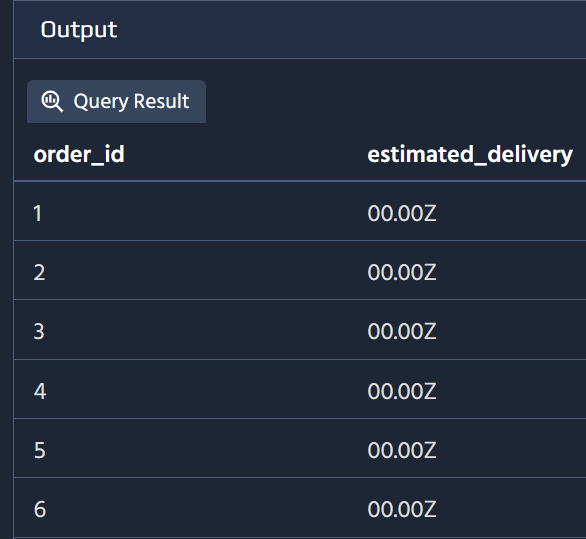 Output
Query Result
order_id estimated_delivery
1 00.00Z
2 00.00Z
3 00.00Z
4 00.00Z
5 00.00Z
6 00.00Z